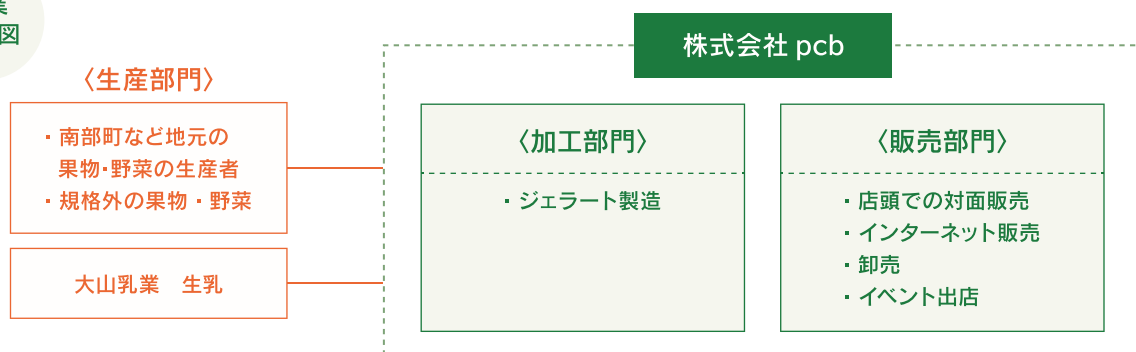 図
株式会社 pcb
〈生産部門〉
・南部町など地元の
果物・野菜の生産者
・規格外の果物・野菜
大山乳業　生乳
〈加工部門〉
・ジェラート製造
〈販売部門〉
・店頭での対面販売
・インターネット販売
・卸売
・イベント出店